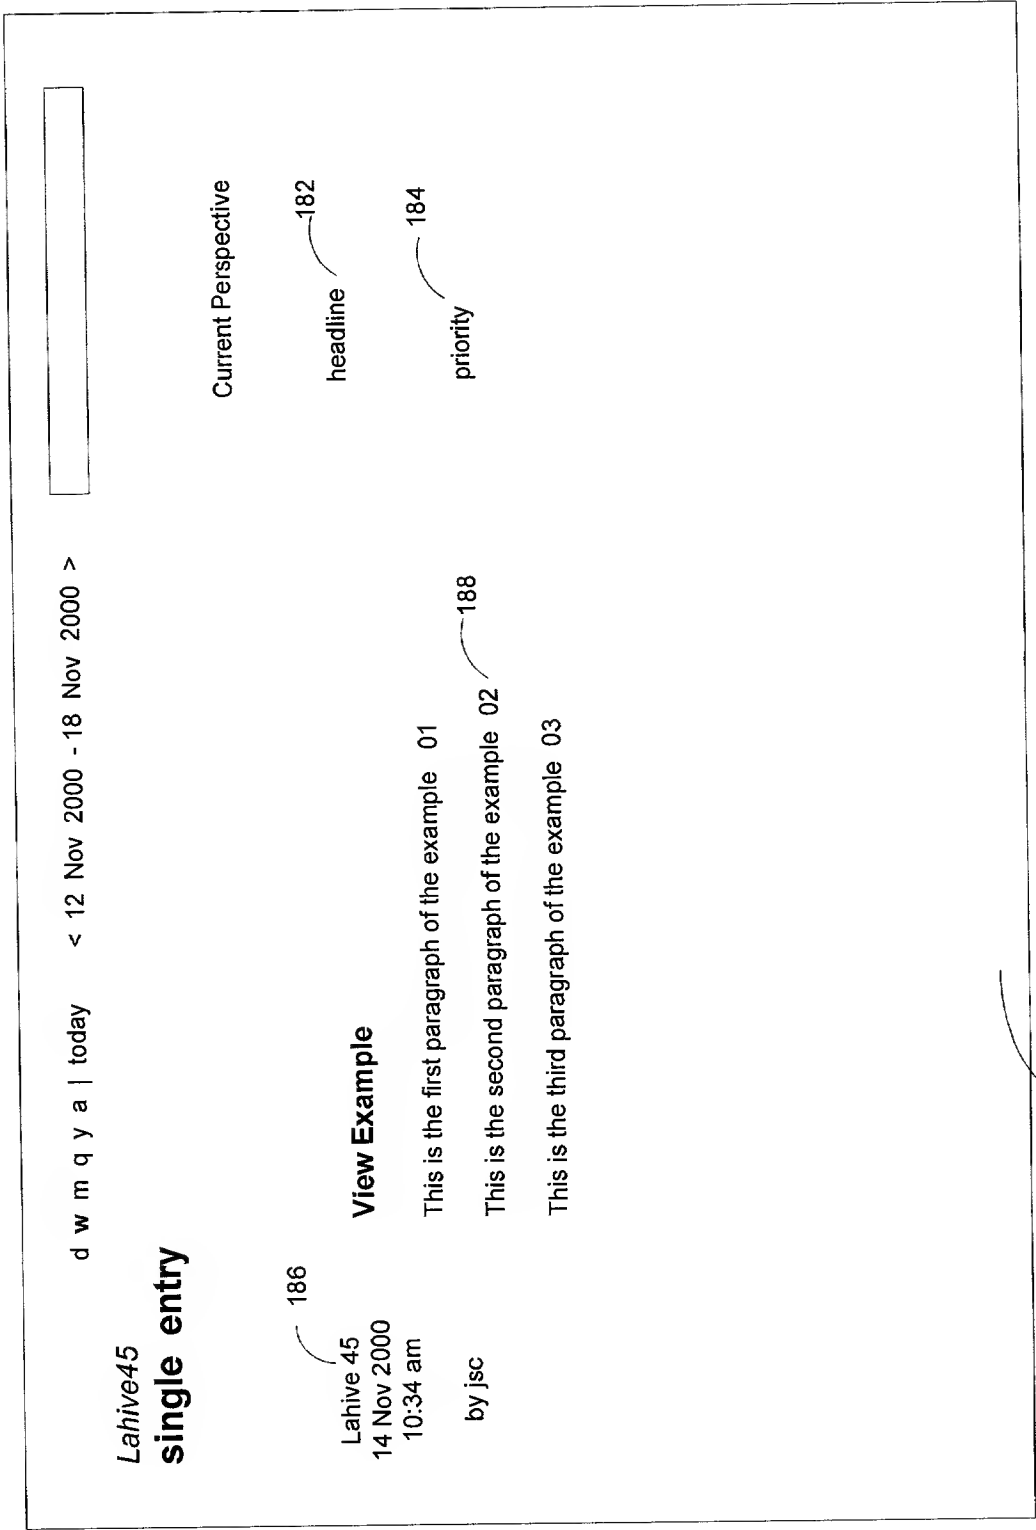 d w m q y a | today < 12 Nov 2000 - 18 Nov 2000 >
Lahive45
single entry
Current Perspective
186
Lahive 45
14 Nov 2000
10:34 am
by jsc
View Example
This is the first paragraph of the example 01
This is the second paragraph of the example 02
188
This is the third paragraph of the example 03
182
headline
184
priority